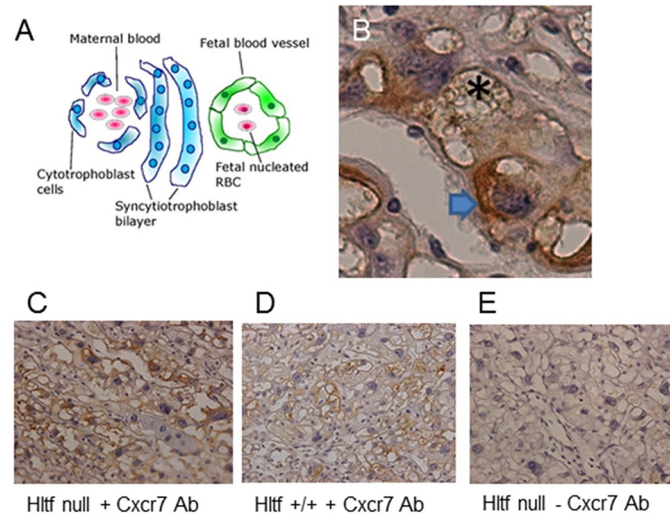 A
Maternal blood
Fetal blood vessel
Cytotrophoblast
cells
Syncytiotrophoblast
bilayer
Fetal nucleated
RBC
B
*
C
D
E
Hltf null + Cxcr7 Ab
Hltf +/+ + Cxcr7 Ab
Hltf null - Cxcr7 Ab